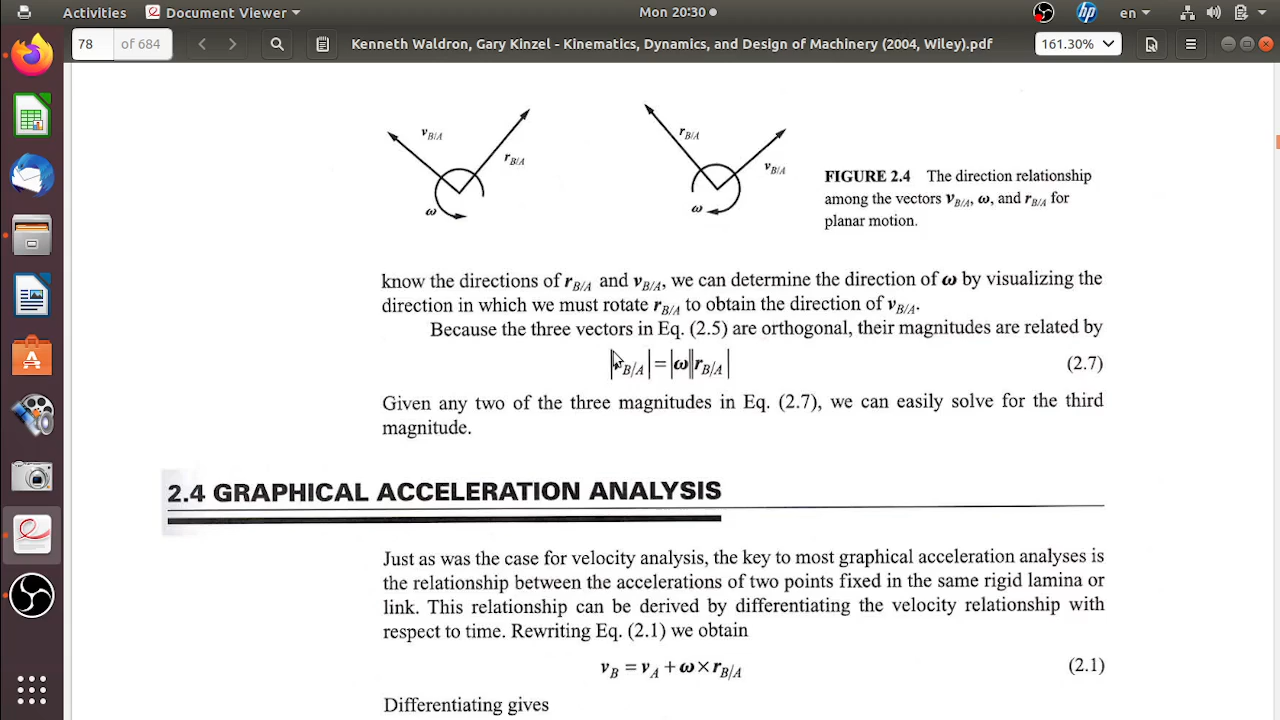 Activities
Document Viewer
Mon 20:30
en
78
of 684
Kenneth Waldron, Gary Kinzel - Kinematics, Dynamics, and Design of Machinery (2004, Wiley).pdf
161.30%
v_B/A
r_B/A
ω
r_B/A
v_B/A
ω
FIGURE 2.4 The direction relationship
among the vectors v_B/A, ω, and r_B/A for
planar motion.
know the directions of r_B/A and v_B/A, we can determine the direction of ω by visualizing the
direction in which we must rotate r_B/A to obtain the direction of v_B/A.
Because the three vectors in Eq. (2.5) are orthogonal, their magnitudes are related by
|v_B/A| = |ω||r_B/A| (2.7)
Given any two of the three magnitudes in Eq. (2.7), we can easily solve for the third
magnitude.
2.4 GRAPHICAL ACCELERATION ANALYSIS
Just as was the case for velocity analysis, the key to most graphical acceleration analyses is
the relationship between the accelerations of two points fixed in the same rigid lamina or
link. This relationship can be derived by differentiating the velocity relationship with
respect to time. Rewriting Eq. (2.1) we obtain
v_B = v_A + ω × r_B/A (2.1)
Differentiating gives